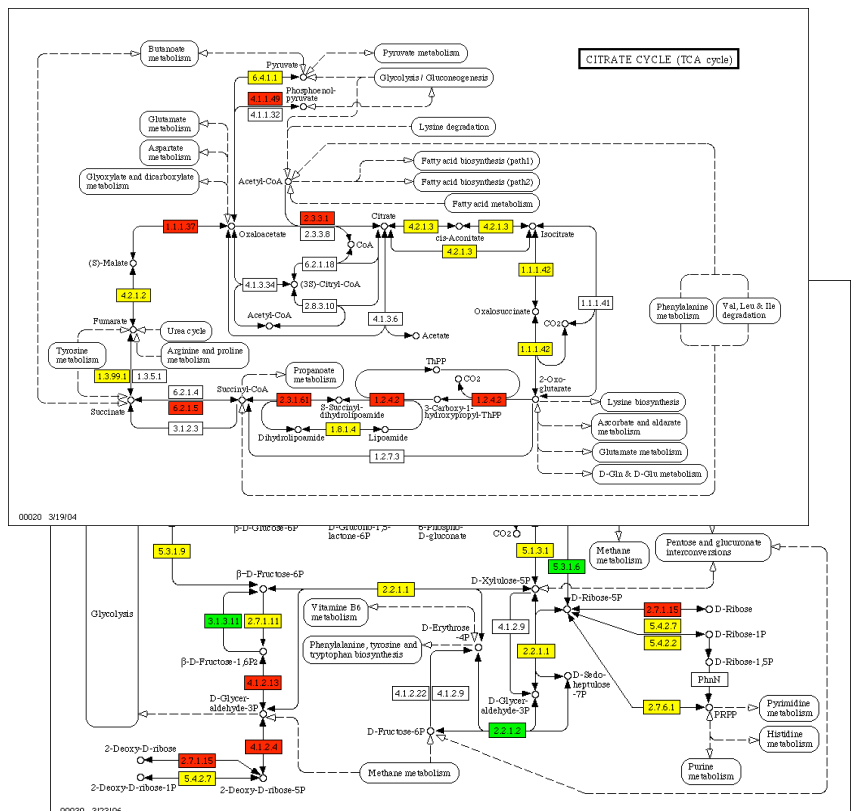 CITRATE CYCLE (TCA cycle)
Butanoate
metabolism
Pyruvate
Pyruvate metabolism
6.4.1.1
Glycolysis / Gluconeogenesis
4.1.1.49
Phosphoenol-
pyruvate
4.1.1.32
Glutamate
metabolism
Lysine degradation
Aspartate
metabolism
Fatty acid biosynthesis (path1)
Glyoxylate and dicarboxylate
metabolism
Acetyl-CoA
Fatty acid biosynthesis (path2)
Fatty acid metabolism
1.1.1.37
Oxaloacetate
2.3.3.1
2.3.3.8
Citrate
4.2.1.3
4.2.1.3
cis-Aconitate
4.2.1.3
Isocitrate
CoA
(S)-Malate
6.2.1.18
1.1.1.42
4.1.3.34
(3S)-Citryl-CoA
4.2.1.2
2.8.3.10
Oxalosuccinate
1.1.1.41
Phenylalanine
metabolism
Val, Leu & Ile
degradation
Fumarate
Acetyl-CoA
4.1.3.6
CO2
Urea cycle
Acetate
Tyrosine
metabolism
Arginine and proline
metabolism
1.1.1.42
ThPP
1.3.99.1
1.3.5.1
Propanoate
metabolism
CO2
2-Oxo-
glutarate
6.2.1.4
Succinyl-CoA
Succinate
6.2.1.5
2.3.1.61
S-Succinyl-
dihydrolipoamide
1.2.4.2
3-Carboxy-1-
hydroxypropyl-ThPP
1.2.4.2
Lysine biosynthesis
3.1.2.3
Dihydrolipoamide
1.8.1.4
Lipoamide
Ascorbate and aldarate
metabolism
1.2.7.3
Glutamate metabolism
D-Gln & D-Glu metabolism
00020 3/19/04
β-D-Glucose-6P
D-Glucono-1,5-
lactone-6P
6-Phospho-
D-gluconate
CO2
5.3.1.9
5.1.3.1
5.3.1.6
Methane
metabolism
Pentose and glucuronate
interconversions
β-D-Fructose-6P
2.2.1.1
D-Xylulose-5P
D-Ribose-5P
Glycolysis
3.1.3.11
2.7.1.11
Vitamine B6
metabolism
D-Erythrose
-4P
4.1.2.9
2.7.1.15
D-Ribose
5.4.2.7
5.4.2.2
D-Ribose-1P
Phenylalanine, tyrosine and
tryptophan biosynthesis
2.2.1.1
β-D-Fructose-1,6P2
D-Ribose-1,5P
4.1.2.13
4.1.2.22
4.1.2.9
D-Sedo-
heptulose
-7P
PhnN
D-Glycer-
aldehyde-3P
D-Glycer-
aldehyde-3P
2.7.6.1
PRPP
Pyrimidine
metabolism
D-Fructose-6P
2.2.1.2
Histidine
metabolism
4.1.2.4
2-Deoxy-D-ribose
2.7.1.15
5.4.2.7
2-Deoxy-D-ribose-1P
2-Deoxy-D-ribose-5P
Methane metabolism
Purine
metabolism